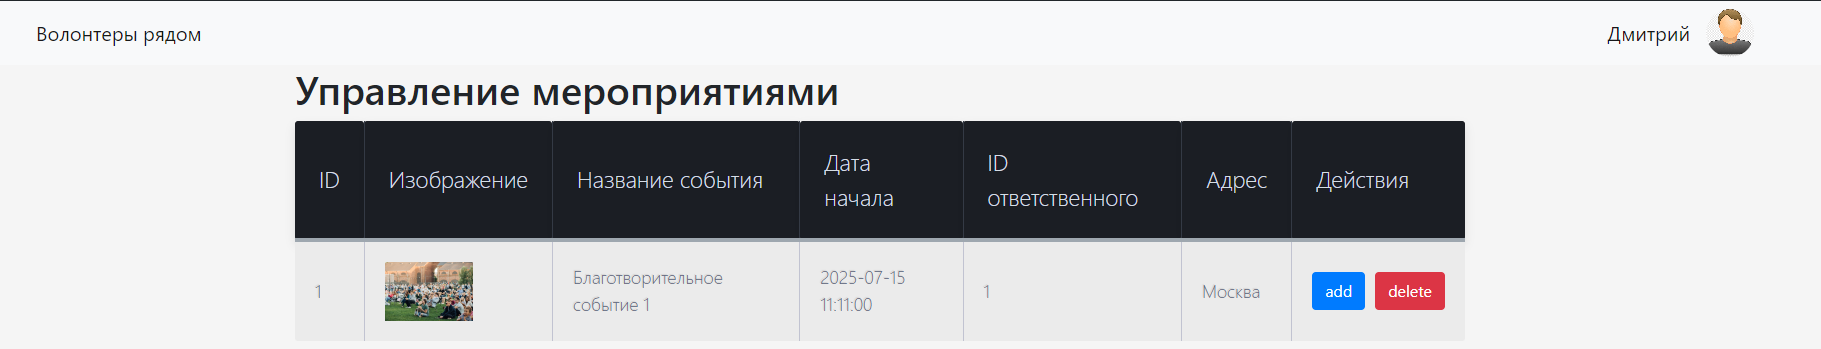 Волонтеры рядом
Дмитрий
Управление мероприятиями
ID
Изображение
Название события
Дата
начала
ID
ответственного
Адрес
Действия
1
Благотворительное
событие 1
2025-07-15
11:11:00
1
Москва
add
delete